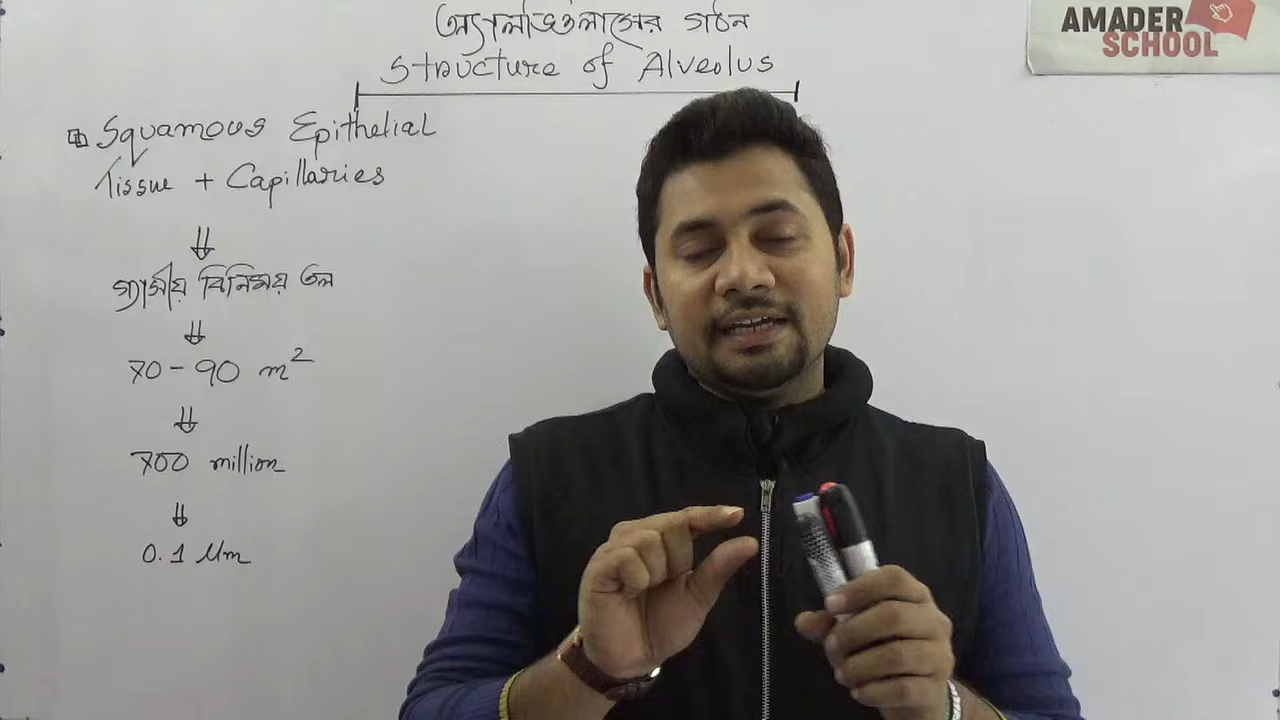 অ্যালভিওলাসের গঠন
Structure of Alveolus
AMADER
SCHOOL
Squamous Epithelial
Tissue + Capillaries
⇓
গ্যাসীয় বিনিময় তল
⇓
70 - 90 m²
⇓
700 million
⇓
0.1 μm